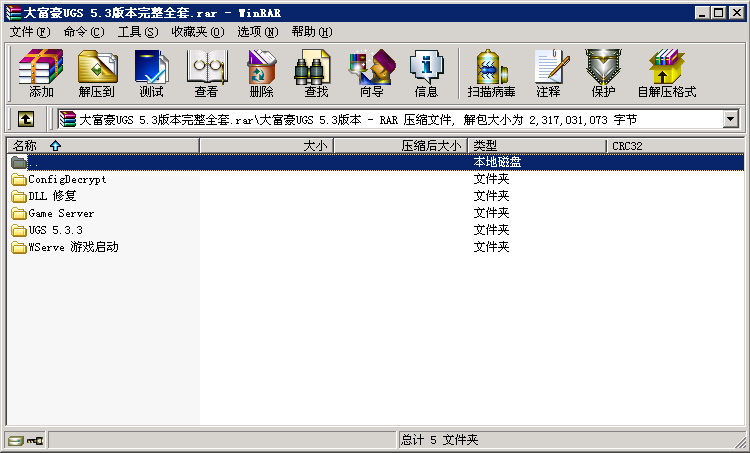 大富豪UGS 5.3版本完整全套.rar - WinRAR
文件(F) 命令(C) 工具(S) 收藏夹(O) 选项(N) 帮助(H)
添加 解压到 测试 查看 删除 查找 向导 信息 扫描病毒 注释 保护 自解压格式
大富豪UGS 5.3版本完整全套.rar\大富豪UGS 5.3版本 - RAR 压缩文件, 解包大小为 2,317,031,073 字节
名称 大小 压缩后大小 类型 CRC32
.. 本地磁盘
ConfigDecrypt 文件夹
DLL 修复 文件夹
Game Server 文件夹
UGS 5.3.3 文件夹
WServe 游戏启动 文件夹
总计 5 文件夹